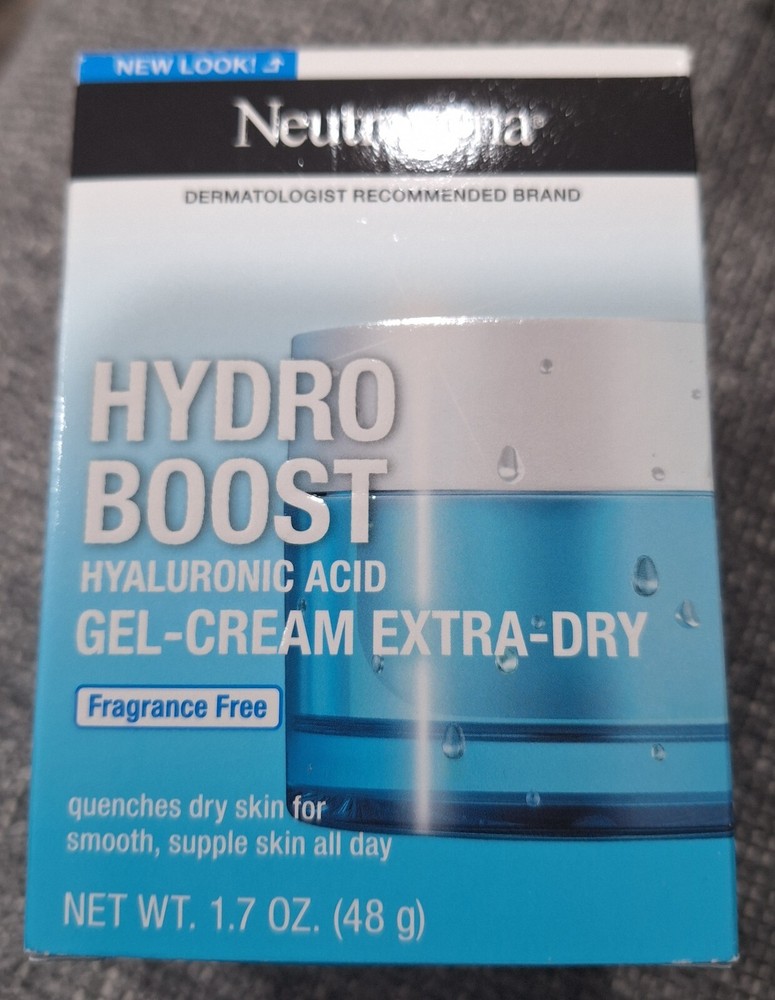 NEW LOOK!
Neutrogena®
DERMATOLOGIST RECOMMENDED BRAND
HYDRO
BOOST
HYALURONIC ACID
GEL-CREAM EXTRA-DRY
Fragrance Free
quenches dry skin for
smooth, supple skin all day
NET WT. 1.7 OZ. (48 g)